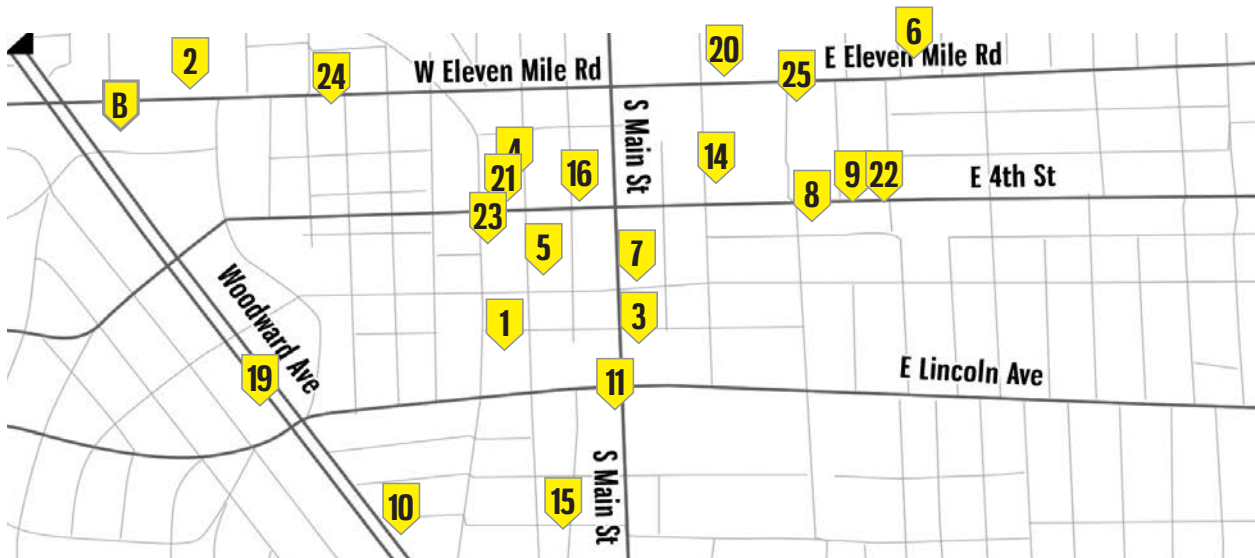 6
20
2
E Eleven Mile Rd
24
W Eleven Mile Rd
25
B
S Main St
4
14
21
16
9
22
E 4th St
8
23
5
7
Woodward Ave
3
1
E Lincoln Ave
19
11
S Main St
15
10